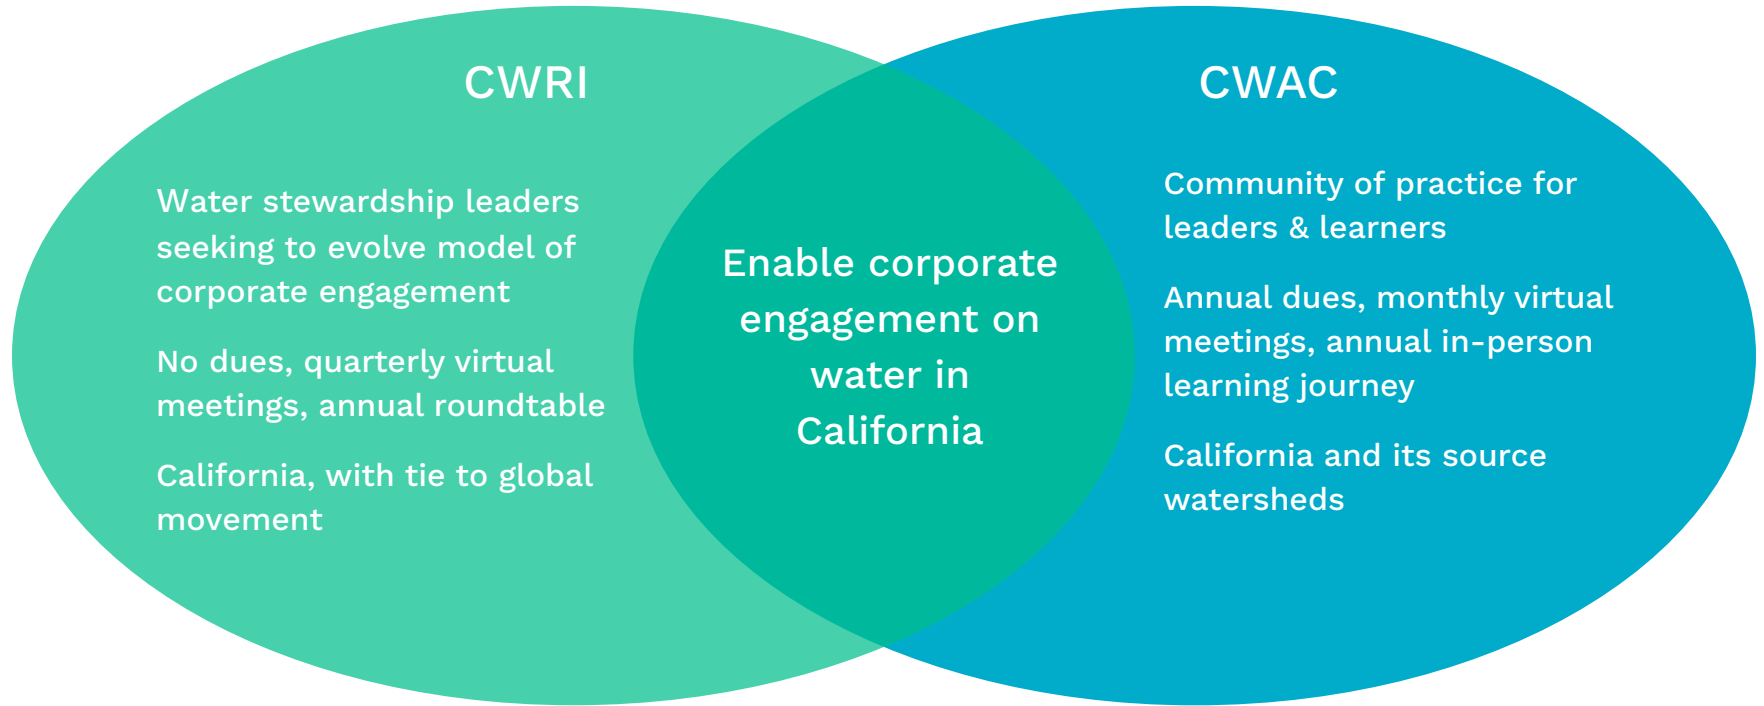 CWRI
Water stewardship leaders
seeking to evolve model of
corporate engagement
No dues, quarterly virtual
meetings, annual roundtable
California, with tie to global
movement
Enable corporate
engagement on
water in
California
CWAC
Community of practice for
leaders & learners
Annual dues, monthly virtual
meetings, annual in-person
learning journey
California and its source
watersheds